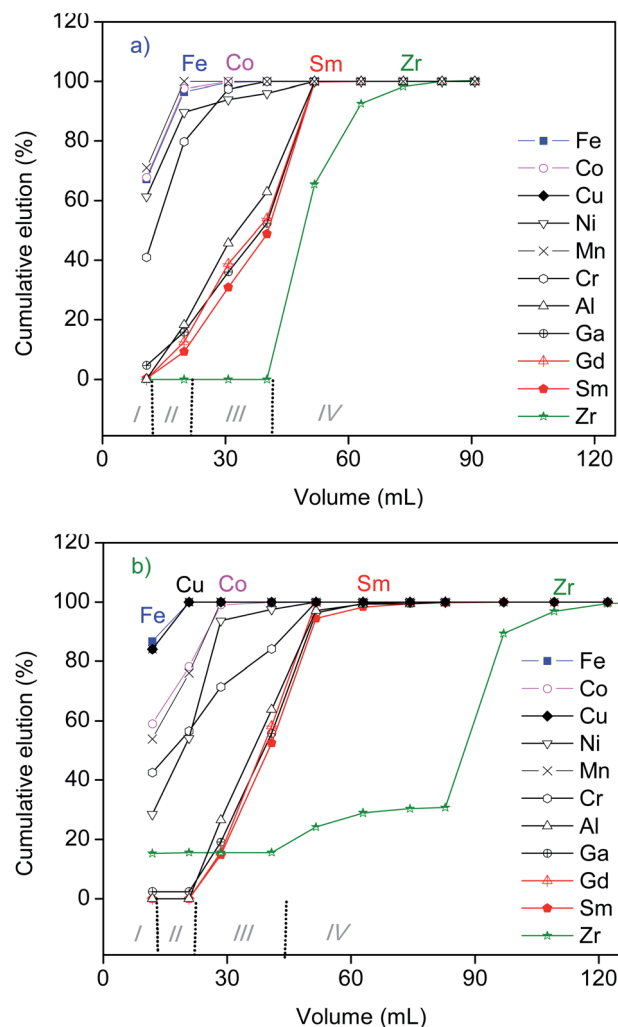 120
a)
Fe
Co
Sm
Zr
100
80
60
40
20
0
Cumulative elution (%)
Fe
Co
Cu
Ni
Mn
Cr
Al
Ga
Gd
Sm
Zr
I
II
III
IV
0
30
60
90
120
Volume (mL)
120
b)
Fe
Cu
Co
Sm
Zr
100
80
60
40
20
0
Cumulative elution (%)
Fe
Co
Cu
Ni
Mn
Cr
Al
Ga
Gd
Sm
Zr
I
II
III
IV
0
30
60
90
120
Volume (mL)